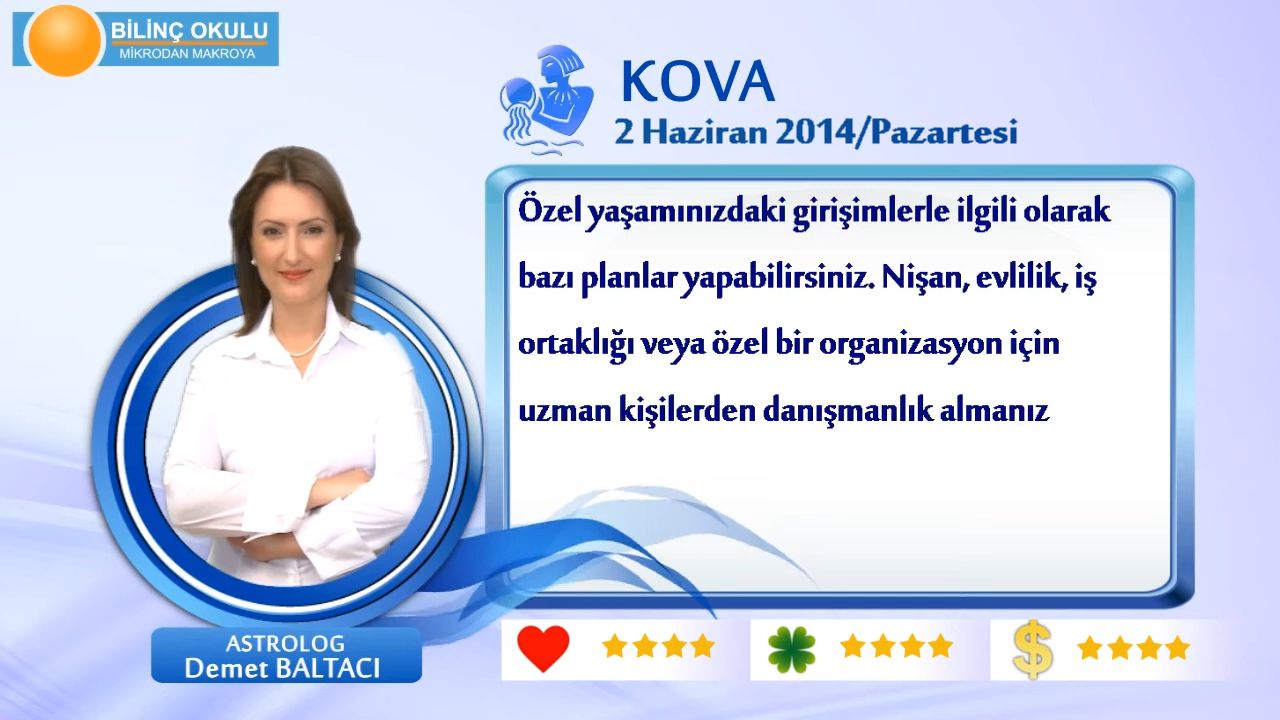 BİLİNÇ OKULU
MİKRODAN MAKROYA
KOVA
2 Haziran 2014/Pazartesi
Özel yaşamınızdaki girişimlerle ilgili olarak
bazı planlar yapabilirsiniz. Nişan, evlilik, iş
ortaklığı veya özel bir organizasyon için
uzman kişilerden danışmanlık almanız
ASTROLOG
Demet BALTACI
$